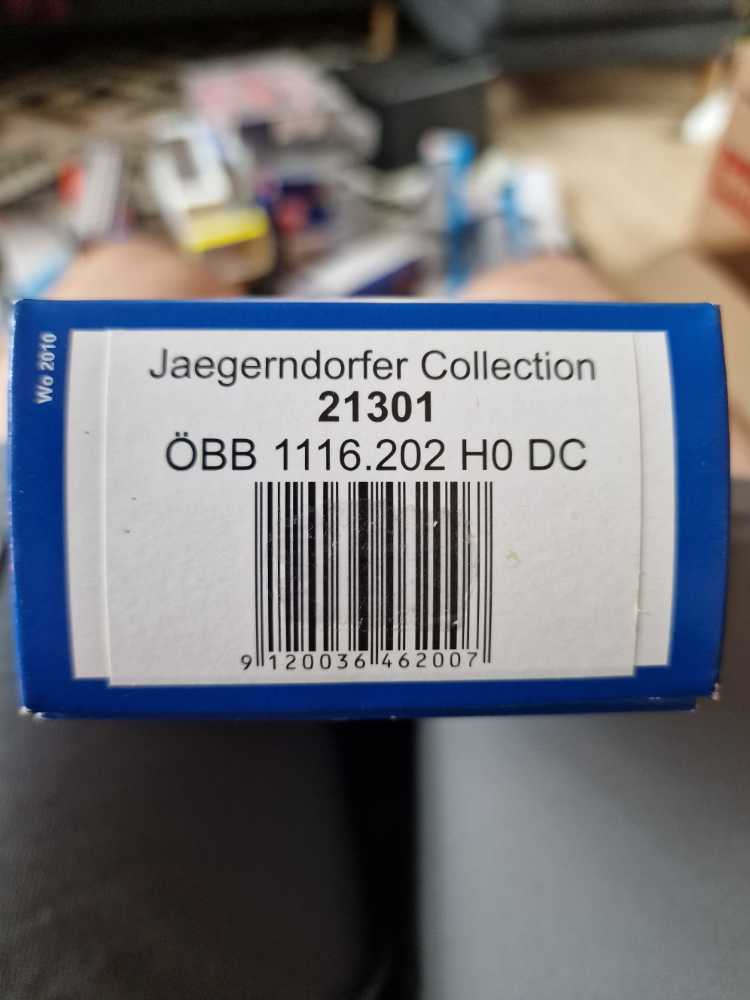 Wo 2010
Jaegerndorfer Collection
21301
ÖBB 1116.202 H0 DC
9 120036 462007